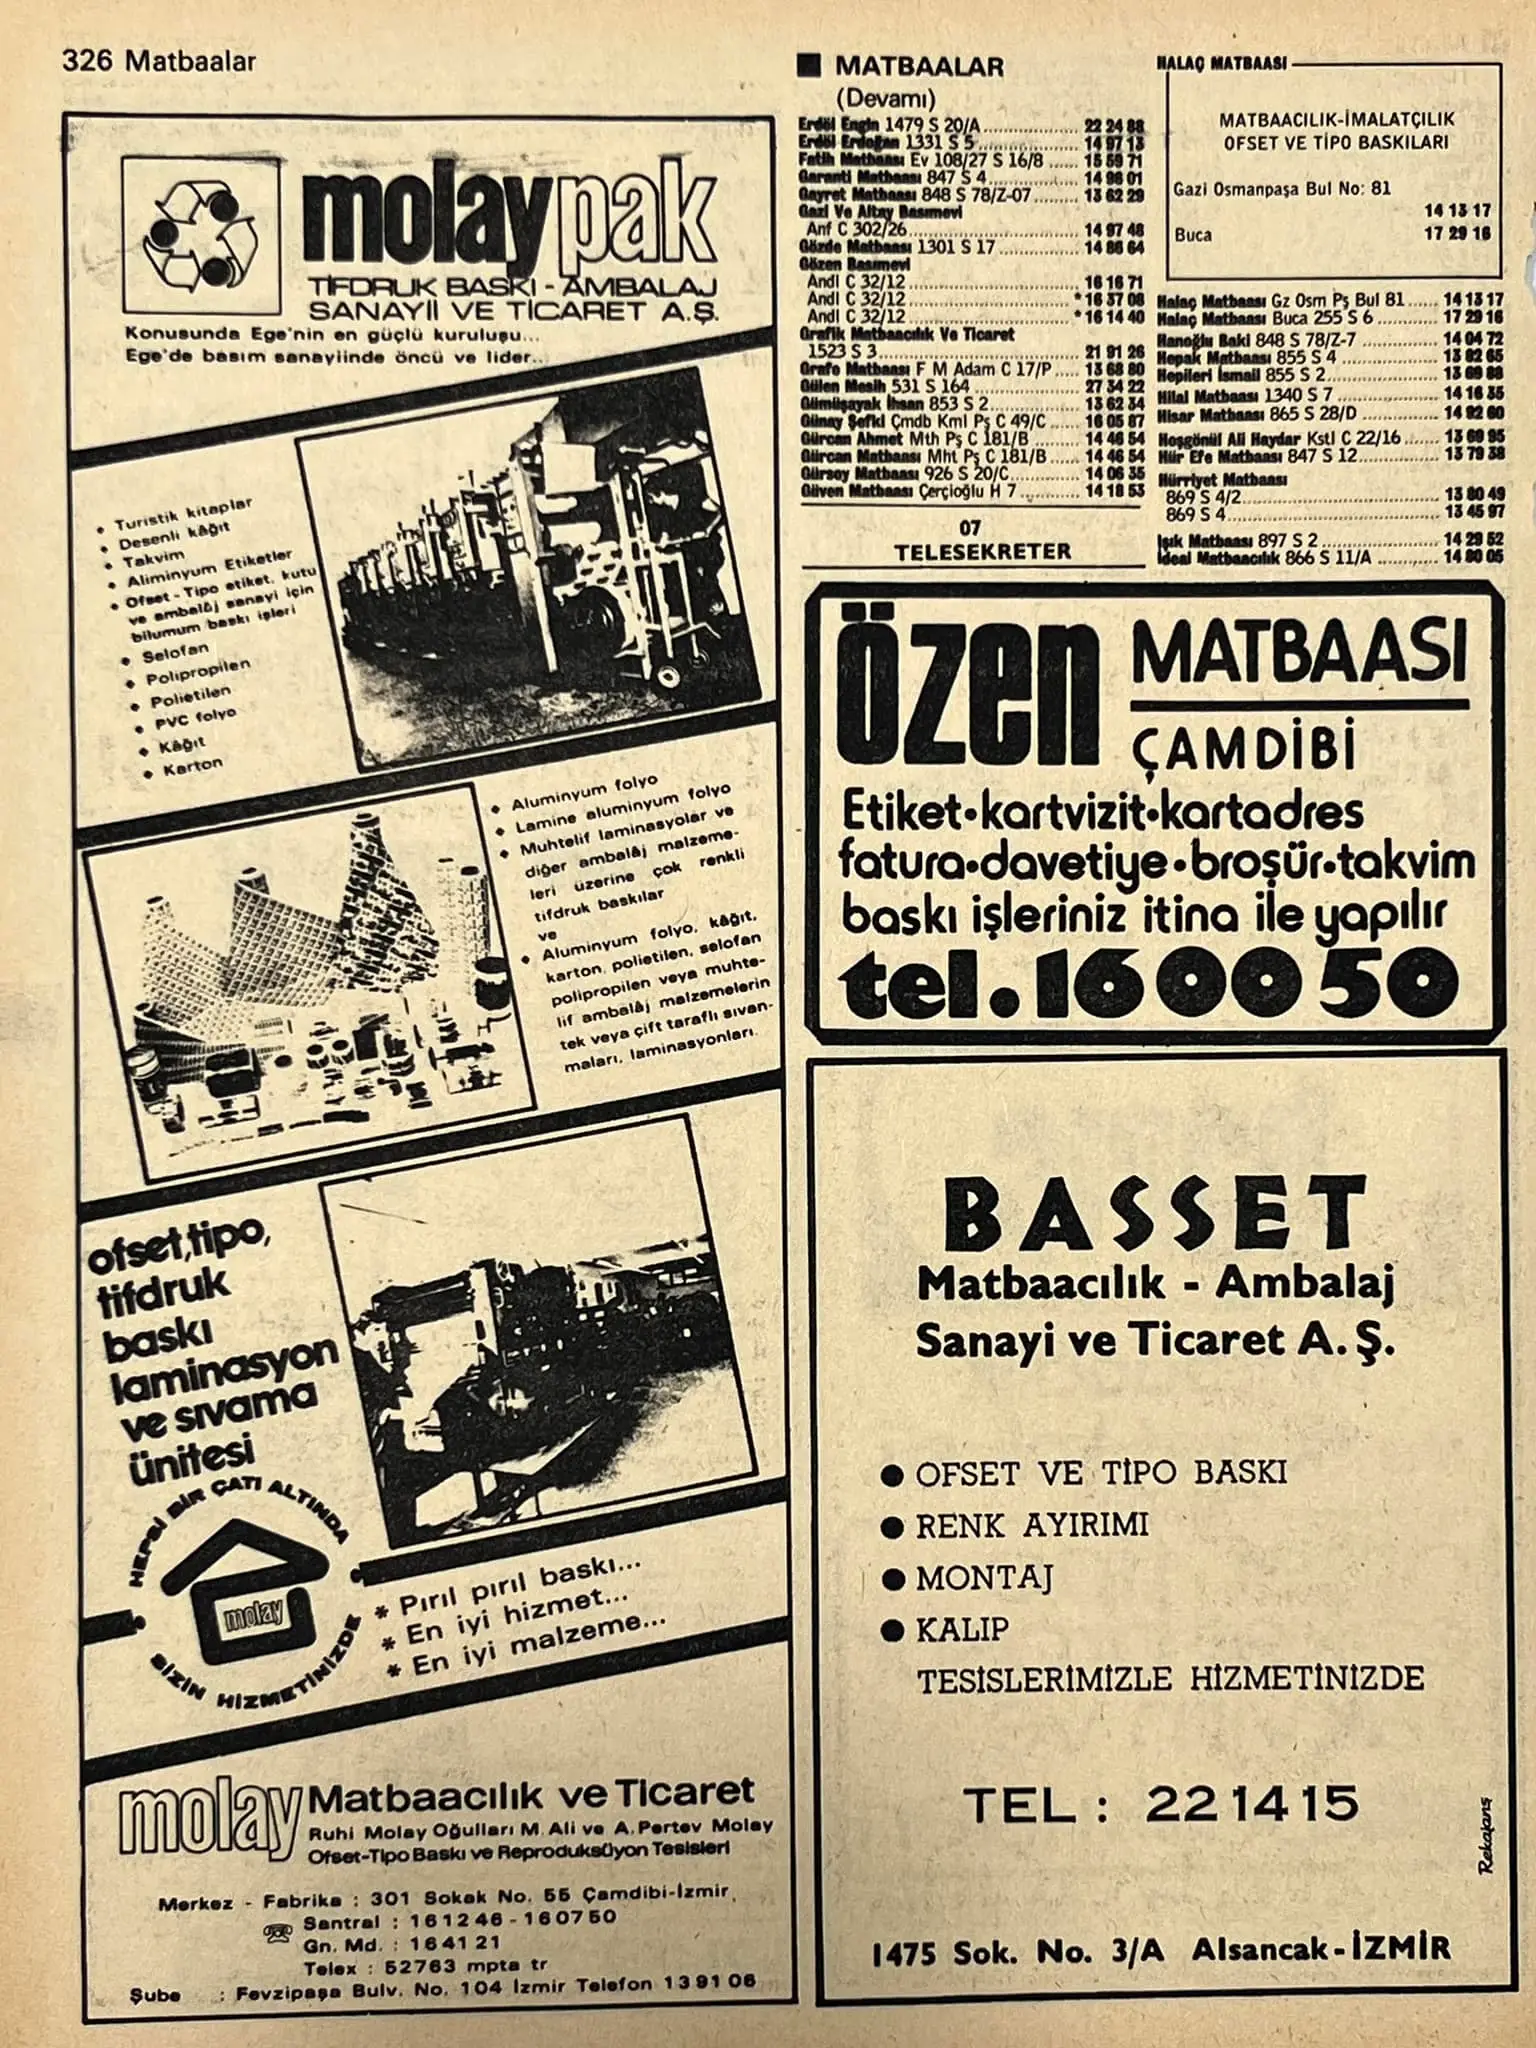 326 Matbaalar
molaypak
TİFDRUK BASKI - AMBALAJ
SANAYİİ VE TİCARET A.Ş.
Konusunda Ege'nin en güçlü kuruluşu...
Ege'de basım sanayiinde öncü ve lider...
• Turistik kitaplar
• Desenli kâğıt
• Takvim
• Aliminyum Etiketler
• Ofset - Tipo etiket, kutu
ve ambalâj sanayi için
bilumum baskı işleri
• Selofan
• Polipropilen
• Polietilen
• PVC folyo
• Kâğıt
• Karton
• Aluminyum folyo
• Lamine aluminyum folyo
• Muhtelif laminasyolar ve
diğer ambalâj malzeme-
leri üzerine çok renkli
tifdruk baskılar
ve
• Aluminyum folyo, kâğıt,
karton, polietilen, selofan
polipropilen veya muhte-
lif ambalâj malzemelerin
tek veya çift taraflı sıvan-
maları, laminasyonları.
ofset,tipo,
tifdruk
baskı
laminasyon
ve sıvama
ünitesi
HEPSİ BİR ÇATI ALTINDA
molay
SİZİN HİZMETİNİZDE
* Pırıl pırıl baskı...
* En iyi hizmet...
* En iyi malzeme...
molay Matbaacılık ve Ticaret
Ruhi Molay Oğulları M. Ali ve A. Pertev Molay
Ofset-Tipo Baskı ve Reprodüksüyon Tesisleri
Merkez - Fabrika : 301 Sokak No. 55 Çamdibi-İzmir
Santral : 161246-160750
Gn. Md. : 164121
Telex : 52763 mpta tr
Şube : Fevzipaşa Bulv. No. 104 İzmir Telefon 139106
■ MATBAALAR
(Devamı)
Erdöl Engin 1479 S 20/A.................... 22 24 88
Erdöl Erdoğan 1331 S 5.................... 14 97 13
Fatih Matbaası Ev 108/27 S 16/8 ...... 15 59 71
Garanti Matbaası 847 S 4.................. 14 98 01
Gayret Matbaası 848 S 78/Z-07......... 13 62 29
Gazi Ve Altay Basımevi
Anf C 302/26.................................. 14 97 48
Gözde Matbaası 1301 S 17................ 14 86 64
Gözen Basımevi
Andl C 32/12.................................. 16 16 71
Andl C 32/12.................................. *16 37 08
Andl C 32/12.................................. *16 14 40
Grafik Matbaacılık Ve Ticaret
1523 S 3........................................ 21 91 26
Grafo Matbaası F M Adam C 17/P..... 13 68 80
Gülen Mesih 531 S 164..................... 27 34 22
Gümüşayak İhsan 853 S 2................. 13 62 34
Günay Şefki Çmdb Kml Pş C 49/C...... 16 05 87
Gürcan Ahmet Mth Pş C 181/B ......... 14 46 54
Gürcan Matbaası Mht Pş C 181/B...... 14 46 54
Gürsoy Matbaası 926 S 20/C............. 14 06 35
Güven Matbaası Çerçioğlu H 7 .......... 14 18 53
07
TELESEKRETER
HALAÇ MATBAASI
MATBAACILIK-İMALATÇILIK
OFSET VE TİPO BASKILARI
Gazi Osmanpaşa Bul No: 81
14 13 17
Buca 17 29 16
Halaç Matbaası Gz Osm Pş Bul 81...... 14 13 17
Halaç Matbaası Buca 255 S 6............ 17 29 16
Hanoğlu Baki 848 S 78/Z-7 ............... 14 04 72
Hepak Matbaası 855 S 4................... 13 82 65
Hepileri İsmail 855 S 2...................... 13 69 88
Hilal Matbaası 1340 S 7.................... 14 16 35
Hisar Matbaası 865 S 28/D............... 14 92 60
Hoşgönül Ali Haydar Kstl C 22/16...... 13 69 95
Hür Efe Matbaası 847 S 12................ 13 79 38
Hürriyet Matbaası
869 S 4/2....................................... 13 80 49
869 S 4.......................................... 13 45 97
Işık Matbaası 897 S 2....................... 14 29 52
İdeal Matbaacılık 866 S 11/A ............ 14 80 05
özen MATBAASI
ÇAMDİBİ
Etiket•kartvizit•kartadres
fatura•davetiye•broşür•takvim
baskı işleriniz itina ile yapılır
tel.160050
BASSET
Matbaacılık - Ambalaj
Sanayi ve Ticaret A.Ş.
● OFSET VE TİPO BASKI
● RENK AYIRIMI
● MONTAJ
● KALIP
TESİSLERİMİZLE HİZMETİNİZDE
TEL : 221415
Rekajans
1475 Sok. No. 3/A Alsancak-İZMİR